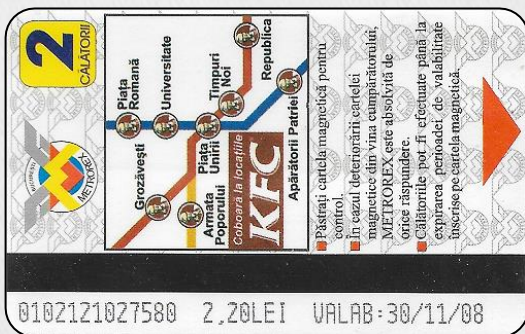 2
CĂLĂTORII
BUCUREȘTI
METROREX
Piața
Romană
Universitate
Timpuri
Noi
Republica
Grozăvești
Piața
Unirii
Armata
Poporului
Apărătorii Patriei
Coboară la locațiile
KFC
Păstrați cartela magnetică pentru
control.
În cazul deteriorării cartelei
magnetice din vina cumpărătorului,
METROREX este absolvită de
orice răspundere.
Călătoriile pot fi efectuate până la
expirarea perioadei de valabilitate
înscrise pe cartela magnetică.
0102121027580 2,20LEI VALAB:30/11/08